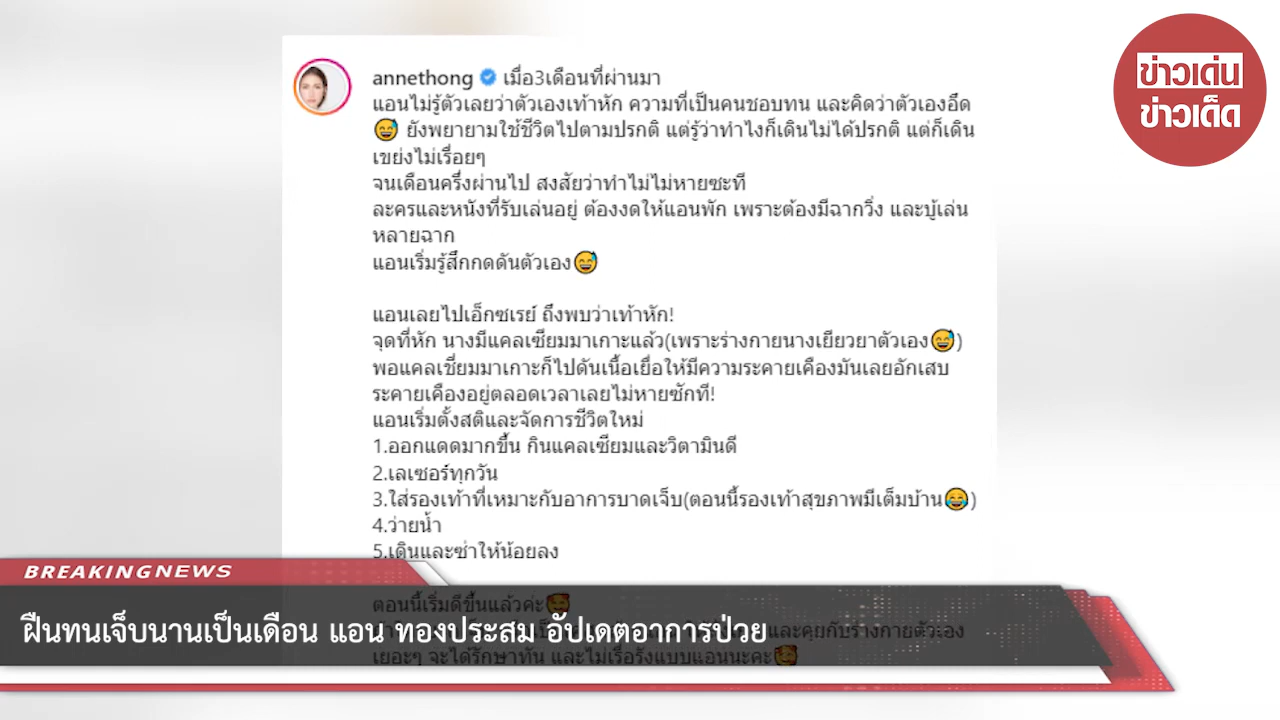 annethong เมื่อ3เดือนที่ผ่านมา
แอนไม่รู้ตัวเลยว่าตัวเองเท้าหัก ความที่เป็นคนชอบทน และคิดว่าตัวเองอึด
😅 ยังพยายามใช้ชีวิตไปตามปรกติ แต่รู้ว่าทำไงก็เดินไม่ได้ปรกติ แต่ก็เดิน
เขย่งไม่เรื่อยๆ
จนเดือนครึ่งผ่านไป สงสัยว่าทำไม่ไม่หายซะที
ละครและหนังที่รับเล่นอยู่ ต้องงดให้แอนพัก เพราะต้องมีฉากวิ่ง และบู้เล่น
หลายฉาก
แอนเริ่มรู้สึกกดดันตัวเอง😅
แอนเลยไปเอ็กซเรย์ ถึงพบว่าเท้าหัก!
จุดที่หัก นางมีแคลเซียมมาเกาะแล้ว(เพราะร่างกายนางเยียวยาตัวเอง😅)
พอแคลเซี่ยมมาเกาะก็ไปดันเนื้อเยื่อให้มีความระคายเคืองมันเลยอักเสบ
ระคายเคืองอยู่ตลอดเวลาเลยไม่หายซักที!
แอนเริ่มตั้งสติและจัดการชีวิตใหม่
1.ออกแดดมากขึ้น กินแคลเซียมและวิตามินดี
2.เลเซอร์ทุกวัน
3.ใส่รองเท้าที่เหมาะกับอาการบาดเจ็บ(ตอนนี้รองเท้าสุขภาพมีเต็มบ้าน😂)
4.ว่ายน้ำ
5.เดินและซ่าให้น้อยลง
ตอนนี้เริ่มดีขึ้นแล้วค่ะ🥰
และคุยกับร่างกายตัวเอง
เยอะๆ จะได้รักษาทัน และไม่เรื้อรังแบบแอนนะคะ🥰
ข่าวเด่น
ข่าวเด็ด
BREAKINGNEWS
ฝืนทนเจ็บนานเป็นเดือน แอน ทองประสม อัปเดตอาการป่วย